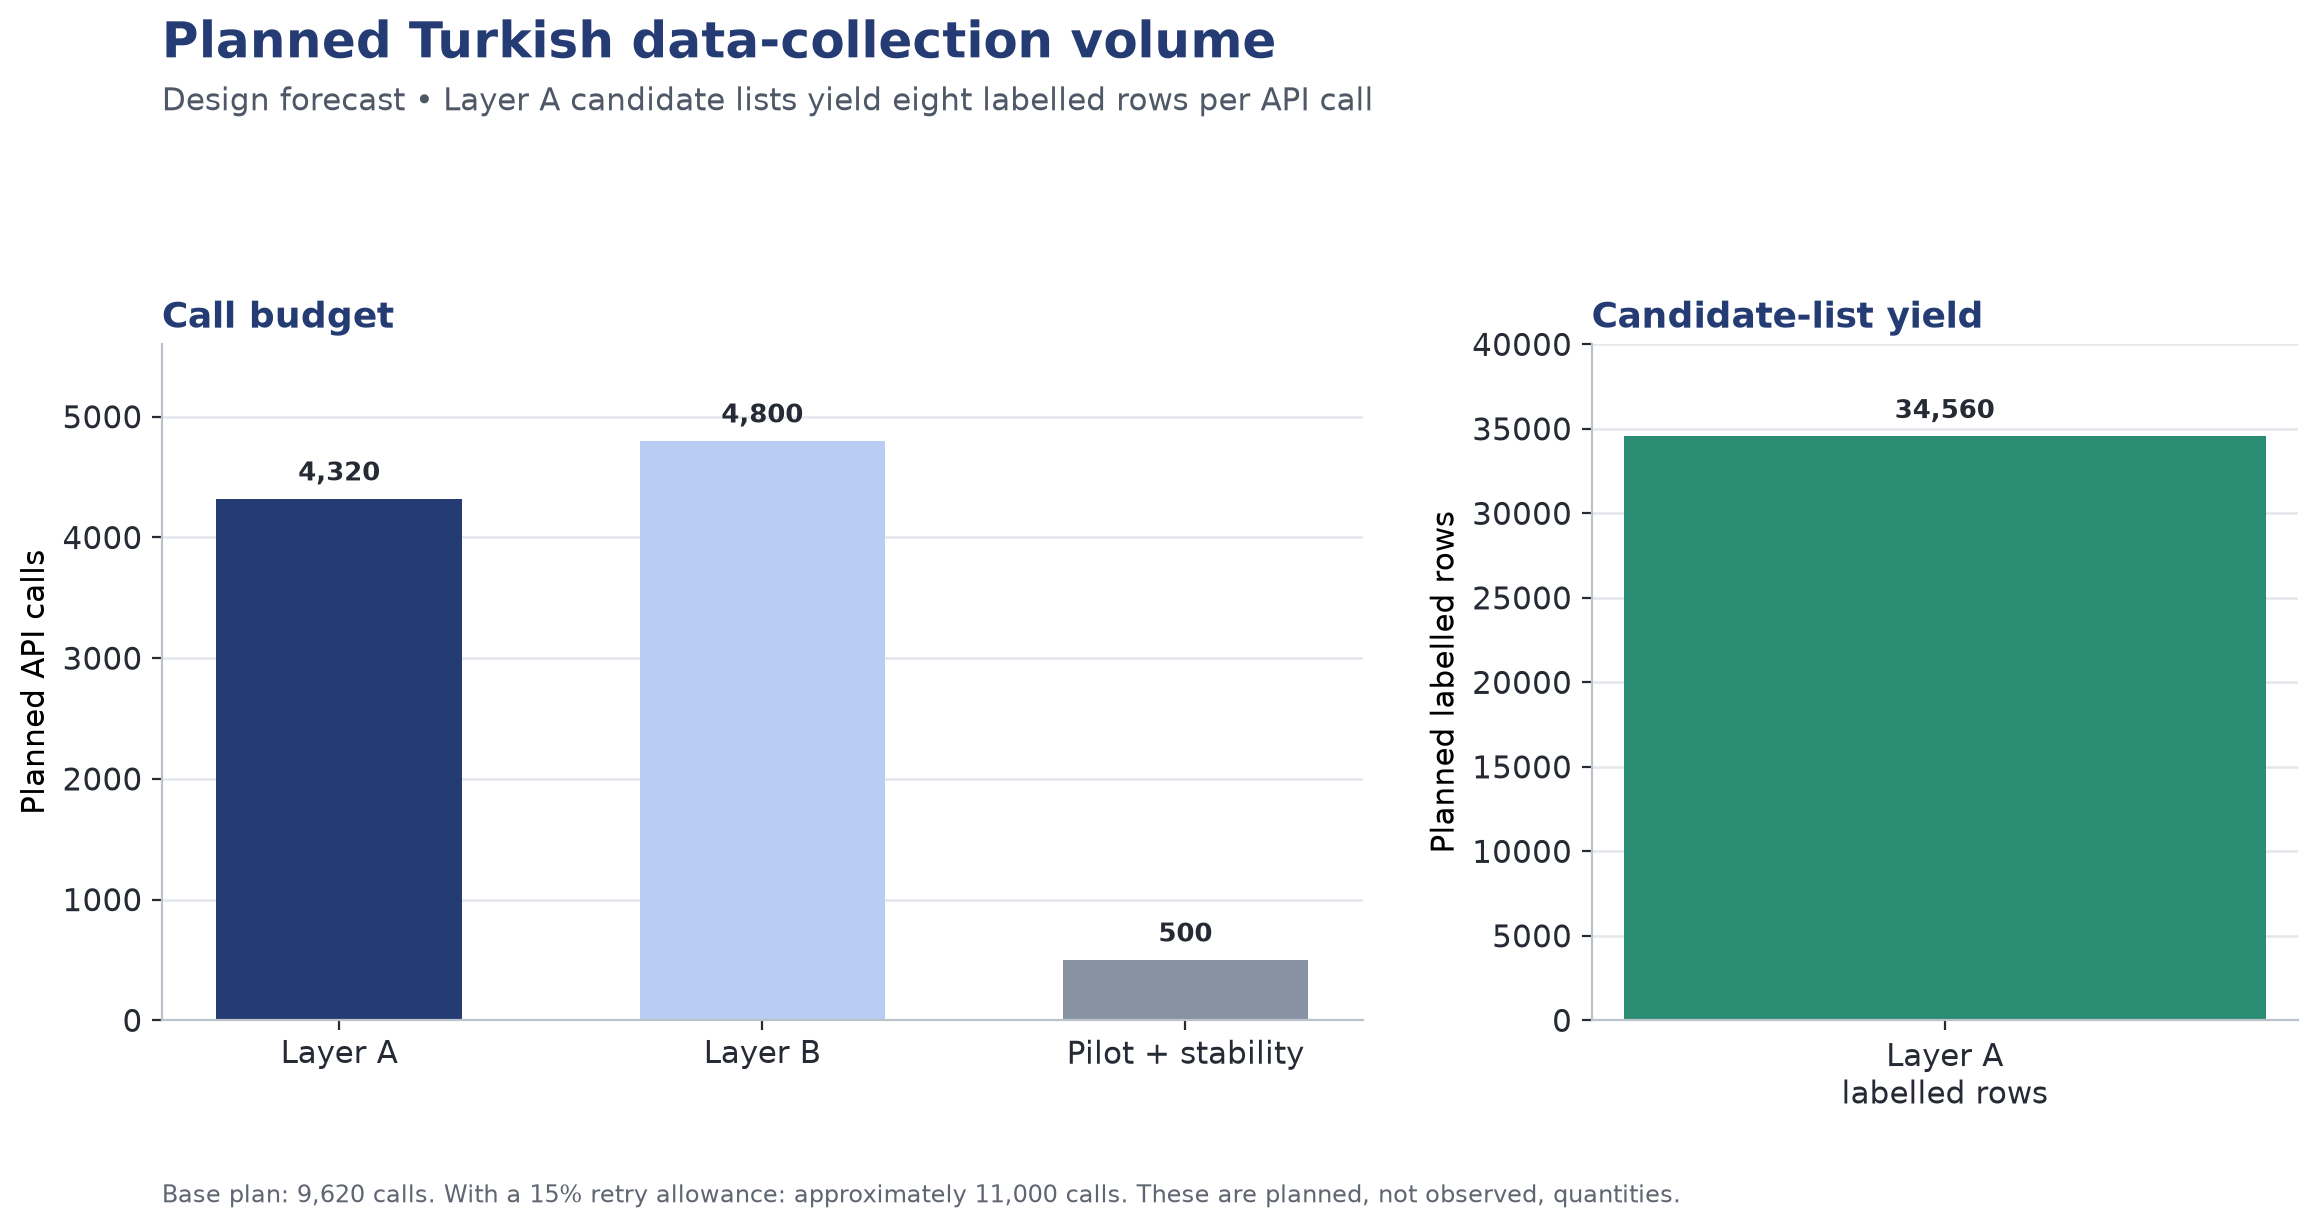 Planned Turkish data-collection volume
Design forecast • Layer A candidate lists yield eight labelled rows per API call
Call budget
Planned API calls
5000
4000
3000
2000
1000
0
4,320
4,800
500
Layer A
Layer B
Pilot + stability
Candidate-list yield
Planned labelled rows
40000
35000
30000
25000
20000
15000
10000
5000
0
34,560
Layer A
labelled rows
Base plan: 9,620 calls. With a 15% retry allowance: approximately 11,000 calls. These are planned, not observed, quantities.